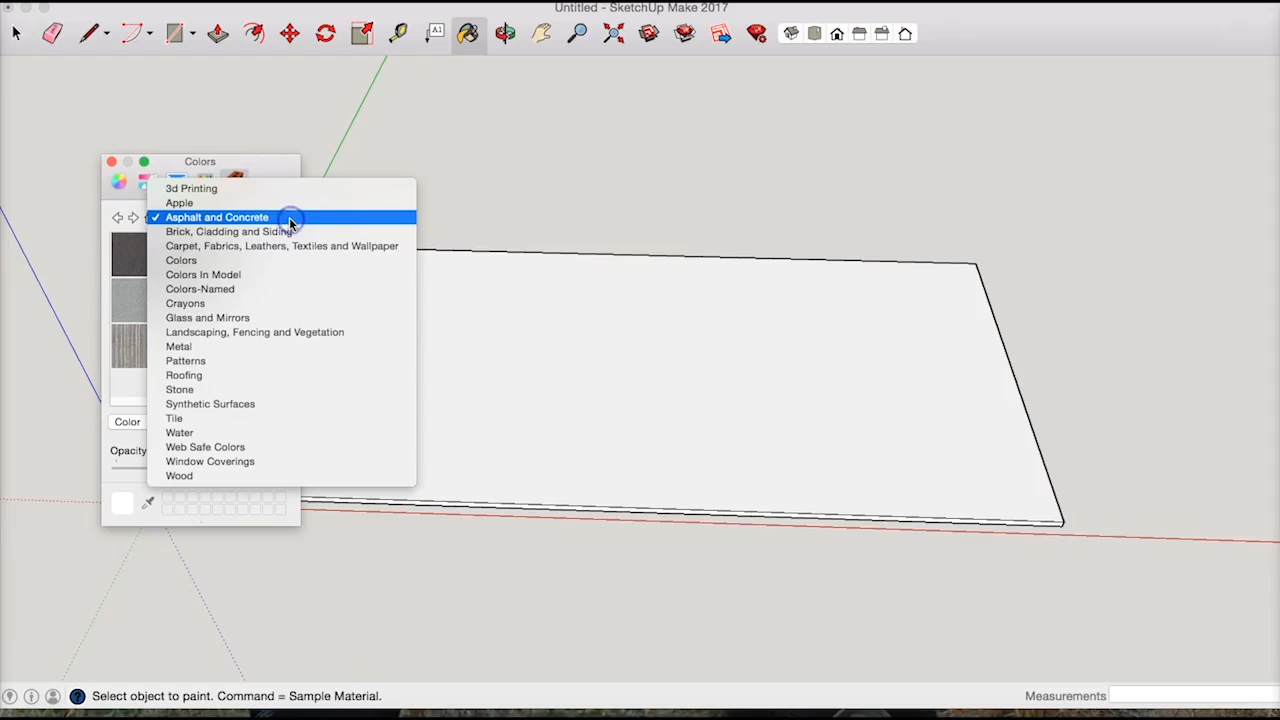 Untitled - SketchUp Make 2017
A1
Colors
3d Printing
Apple
✓ Asphalt and Concrete
Brick, Cladding and Siding
Carpet, Fabrics, Leathers, Textiles and Wallpaper
Colors
Colors In Model
Colors-Named
Crayons
Glass and Mirrors
Landscaping, Fencing and Vegetation
Metal
Patterns
Roofing
Stone
Synthetic Surfaces
Tile
Water
Web Safe Colors
Window Coverings
Wood
Color
Opacity
Select object to paint. Command = Sample Material.
Measurements